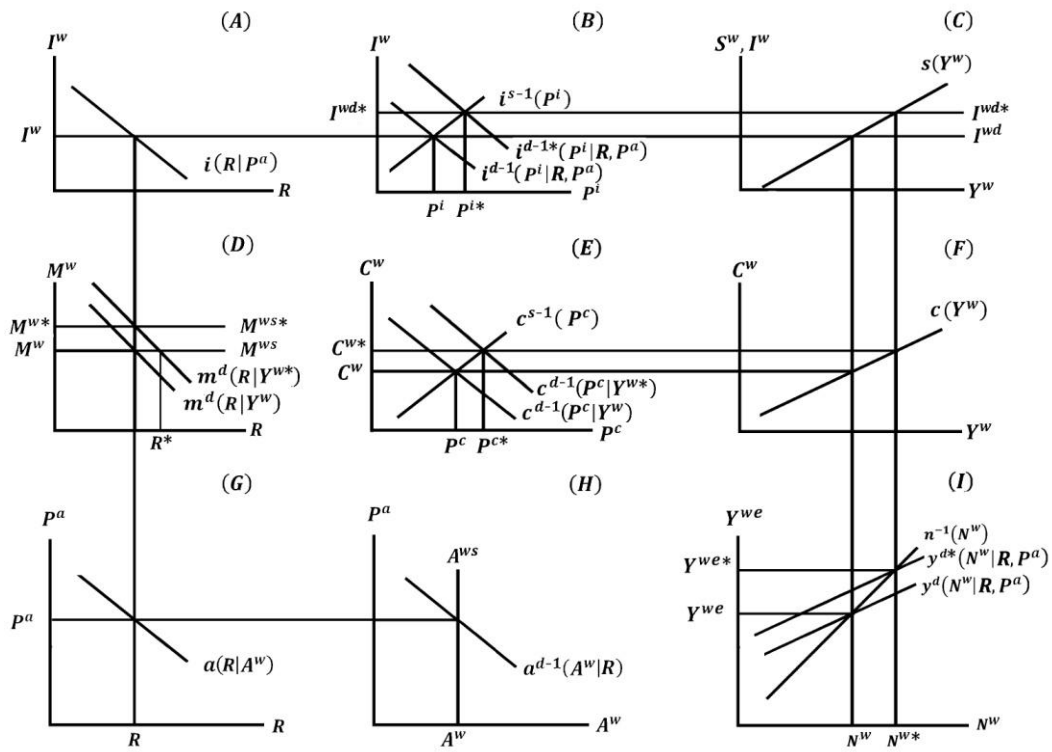 (A)
I^w
I^w
i(R|P^a)
R
(B)
I^w
I^{wd*}
i^{s-1}(P^i)
i^{d-1*}(P^i|R, P^a)
i^{d-1}(P^i|R, P^a)
P^i
P^{i*}
P^i
(C)
S^w, I^w
s(Y^w)
I^{wd*}
I^{wd}
Y^w
(D)
M^w
M^{w*}
M^w
M^{ws*}
M^{ws}
m^d(R|Y^{w*})
m^d(R|Y^w)
R*
R
(E)
C^w
C^{w*}
C^w
c^{s-1}(P^c)
c^{d-1}(P^c|Y^{w*})
c^{d-1}(P^c|Y^w)
P^c
P^{c*}
P^c
(F)
C^w
c(Y^w)
Y^w
(G)
P^a
P^a
a(R|A^w)
R
R
(H)
P^a
A^{ws}
a^{d-1}(A^w|R)
A^w
A^w
(I)
Y^{we}
n^{-1}(N^w)
y^{d*}(N^w|R, P^a)
y^d(N^w|R, P^a)
Y^{we*}
Y^{we}
N^w
N^{w*}
N^w